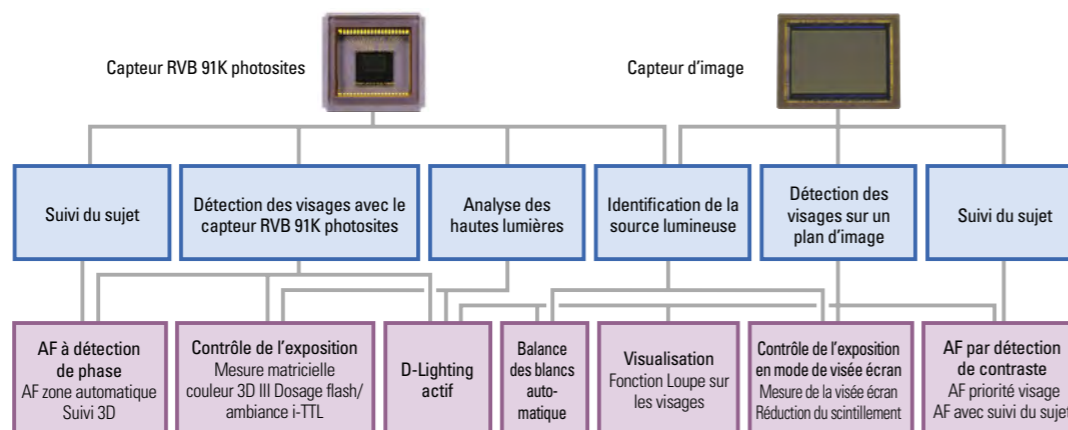 Capteur RVB 91K photosites
Capteur d'image
Suivi du sujet
Détection des visages avec le
capteur RVB 91K photosites
Analyse des
hautes lumières
Identification de la
source lumineuse
Détection des
visages sur un
plan d'image
Suivi du sujet
AF à détection
de phase
AF zone automatique
Suivi 3D
Contrôle de l'exposition
Mesure matricielle
couleur 3D III Dosage flash/
ambiance i-TTL
D-Lighting
actif
Balance
des blancs
auto-
matique
Visualisation
Fonction Loupe sur
les visages
Contrôle de l'exposition
en mode de visée écran
Mesure de la visée écran
Réduction du scintillement
AF par détection
de contraste
AF priorité visage
AF avec suivi du sujet